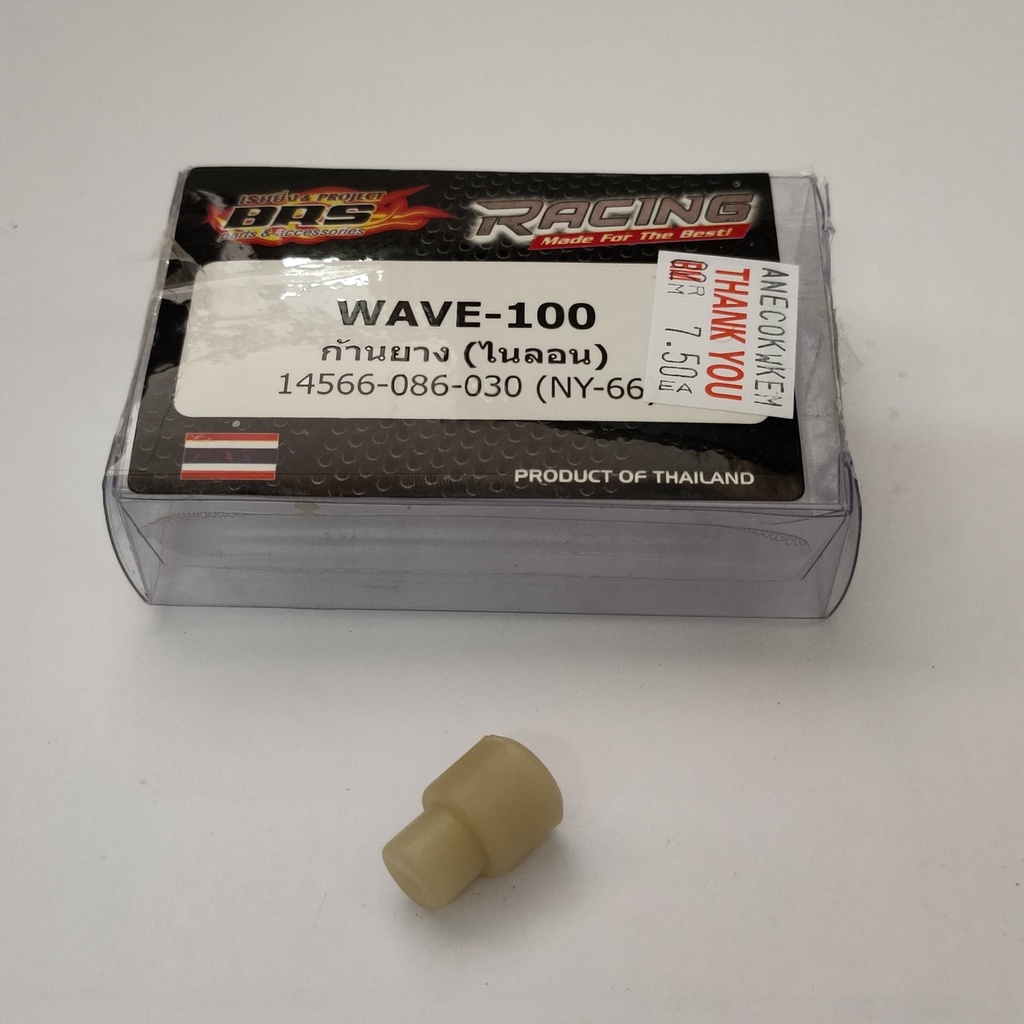 เรซซิ่ง & PROJECT
BRS
Parts & Accessories
RACING
Made For The Best!
WAVE-100
ก้านยาง (ไนลอน)
14566-086-030 (NY-66)
PRODUCT OF THAILAND
ANECOKWKEM
THANK YOU
7.50EA